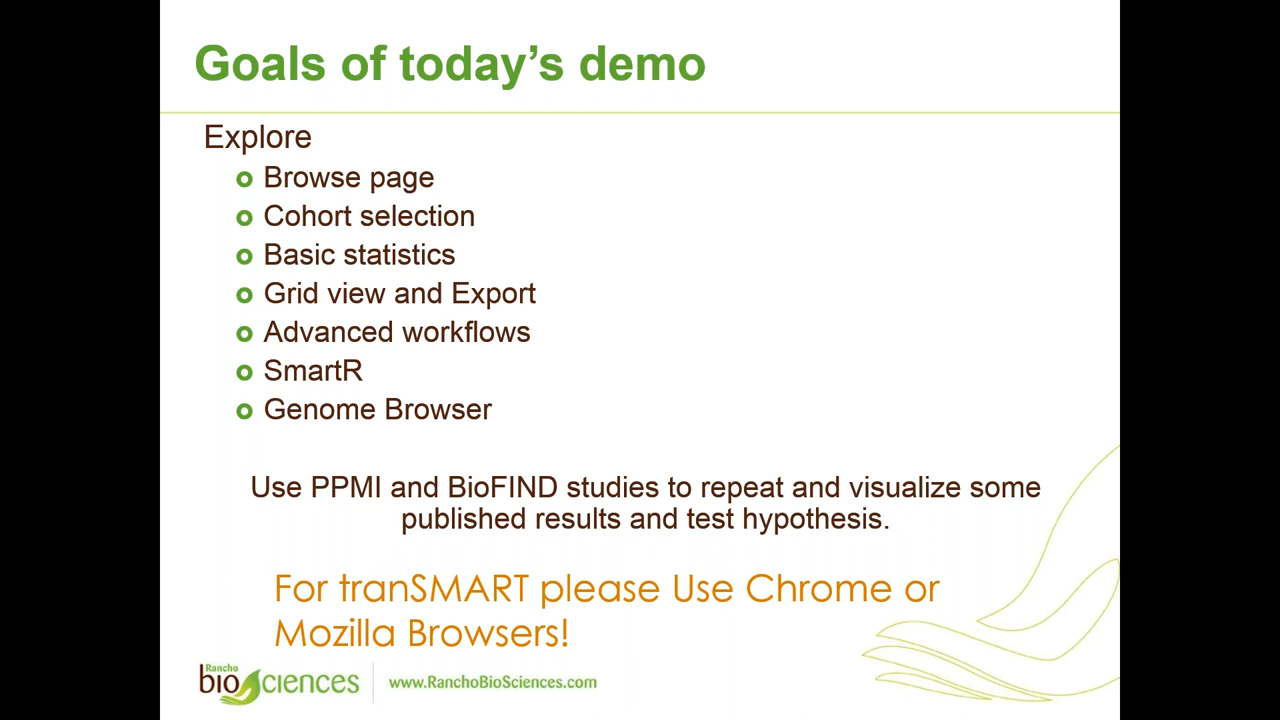 Goals of today’s demo
Explore
Browse page
Cohort selection
Basic statistics
Grid view and Export
Advanced workflows
SmartR
Genome Browser
Use PPMI and BioFIND studies to repeat and visualize some
published results and test hypothesis.
For tranSMART please Use Chrome or
Mozilla Browsers!
Rancho
biosciences
www.RanchoBioSciences.com